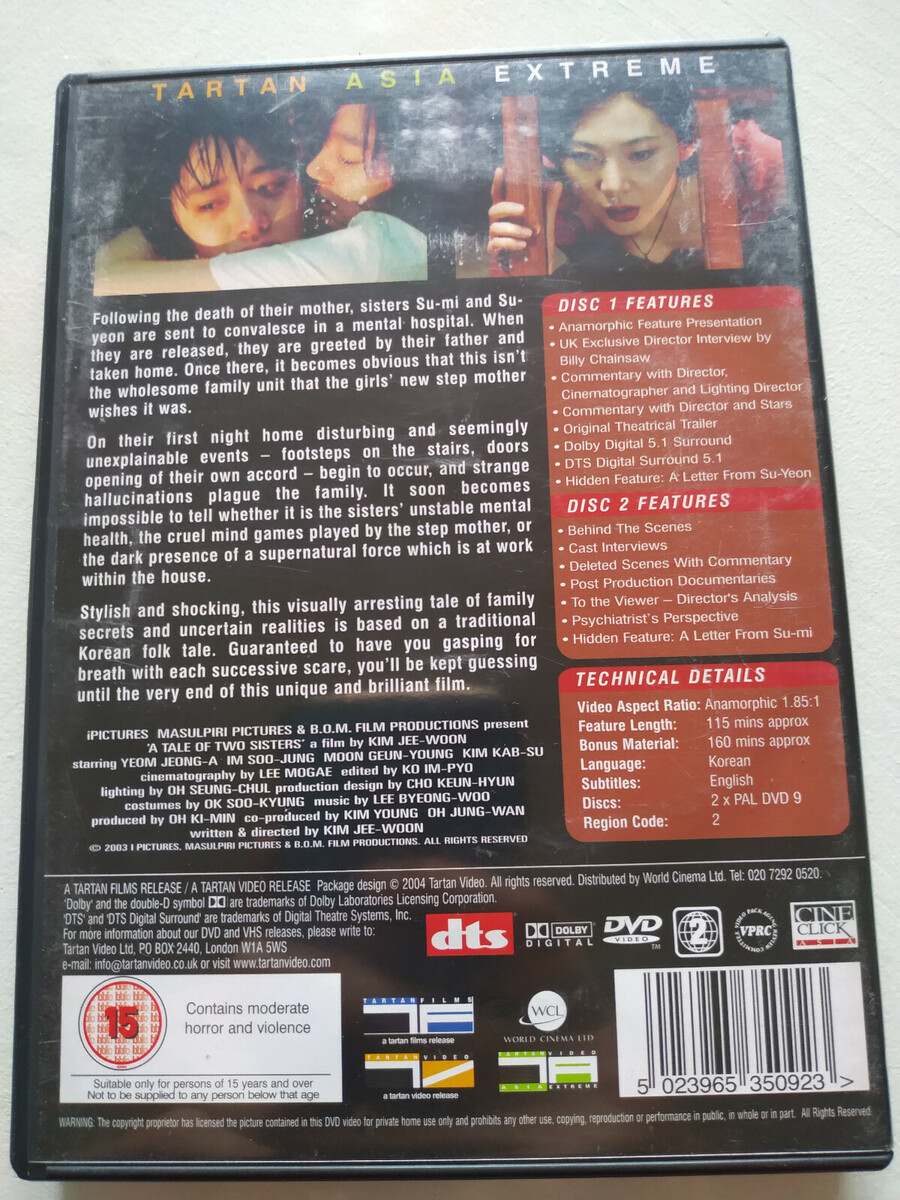 TARTAN ASIA EXTREME
Following the death of their mother, sisters Su-mi and Su-
yeon are sent to convalesce in a mental hospital. When
they are released, they are greeted by their father and
taken home. Once there, it becomes obvious that this isn't
the wholesome family unit that the girls' new step mother
wishes it was.
On their first night home disturbing and seemingly
unexplainable events – footsteps on the stairs, doors
opening of their own accord – begin to occur, and strange
hallucinations plague the family. It soon becomes
impossible to tell whether it is the sisters' unstable mental
health, the cruel mind games played by the step mother, or
the dark presence of a supernatural force which is at work
within the house.
Stylish and shocking, this visually arresting tale of family
secrets and uncertain realities is based on a traditional
Korean folk tale. Guaranteed to have you gasping for
breath with each successive scare, you'll be kept guessing
until the very end of this unique and brilliant film.
iPICTURES MASULPIRI PICTURES & B.O.M. FILM PRODUCTIONS present
'A TALE OF TWO SISTERS' a film by KIM JEE-WOON
starring YEOM JEONG-A IM SOO-JUNG MOON GEUN-YOUNG KIM KAB-SU
cinematography by LEE MOGAE edited by KO IM-PYO
lighting by OH SEUNG-CHUL production design by CHO KEUN-HYUN
costumes by OK SOO-KYUNG music by LEE BYEONG-WOO
produced by OH KI-MIN co-produced by KIM YOUNG OH JUNG-WAN
written & directed by KIM JEE-WOON
© 2003 I PICTURES, MASULPIRI PICTURES & B.O.M. FILM PRODUCTIONS. ALL RIGHTS RESERVED
DISC 1 FEATURES
• Anamorphic Feature Presentation
• UK Exclusive Director Interview by
Billy Chainsaw
• Commentary with Director,
Cinematographer and Lighting Director
• Commentary with Director and Stars
• Original Theatrical Trailer
• Dolby Digital 5.1 Surround
• DTS Digital Surround 5.1
• Hidden Feature: A Letter From Su-Yeon
DISC 2 FEATURES
• Behind The Scenes
• Cast Interviews
• Deleted Scenes With Commentary
• Post Production Documentaries
• To the Viewer – Director's Analysis
• Psychiatrist's Perspective
• Hidden Feature: A Letter From Su-mi
TECHNICAL DETAILS
Video Aspect Ratio: Anamorphic 1.85:1
Feature Length: 115 mins approx
Bonus Material: 160 mins approx
Language: Korean
Subtitles: English
Discs: 2 x PAL DVD 9
Region Code: 2
A TARTAN FILMS RELEASE / A TARTAN VIDEO RELEASE Package design © 2004 Tartan Video. All rights reserved. Distributed by World Cinema Ltd. Tel: 020 7292 0520.
'Dolby' and the double-D symbol are trademarks of Dolby Laboratories Licensing Corporation.
'DTS' and 'DTS Digital Surround' are trademarks of Digital Theatre Systems, Inc.
For more information about our DVD and VHS releases, please write to:
Tartan Video Ltd, PO BOX 2440, London W1A 5WS
e-mail: info@tartanvideo.co.uk or visit www.tartanvideo.com
dts
DOLBY
DIGITAL
DVD
VIDEO
TM
2
VIDEO PACKAGING REVIEW COMMITTEE
VPRC
CINE
CLICK
ASIA
15
Contains moderate
horror and violence
Suitable only for persons of 15 years and over
Not to be supplied to any person below that age
TARTAN FILMS
a tartan films release
WCL
WORLD CINEMA LTD
TARTAN VIDEO
a tartan video release
TARTAN VIDEO
ASIA EXTREME
5 023965 350923 >
WARNING: The copyright proprietor has licensed the picture contained in this DVD video for private home use only and prohibits any other use, copying, reproduction or performance in public, in whole or in part. All Rights Reserved.